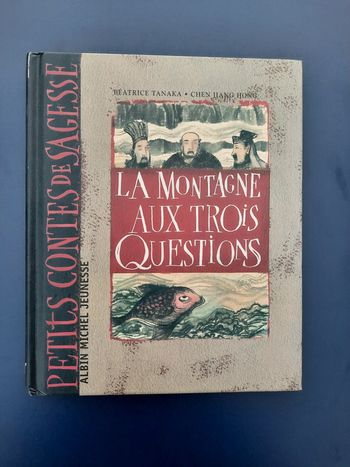 BÉATRICE TANAKA • CHEN JIANG HONG
LA MONTAGNE
AUX TROIS
QUESTIONS
PETITS CONTES DE SAGESSE
ALBIN MICHEL JEUNESSE